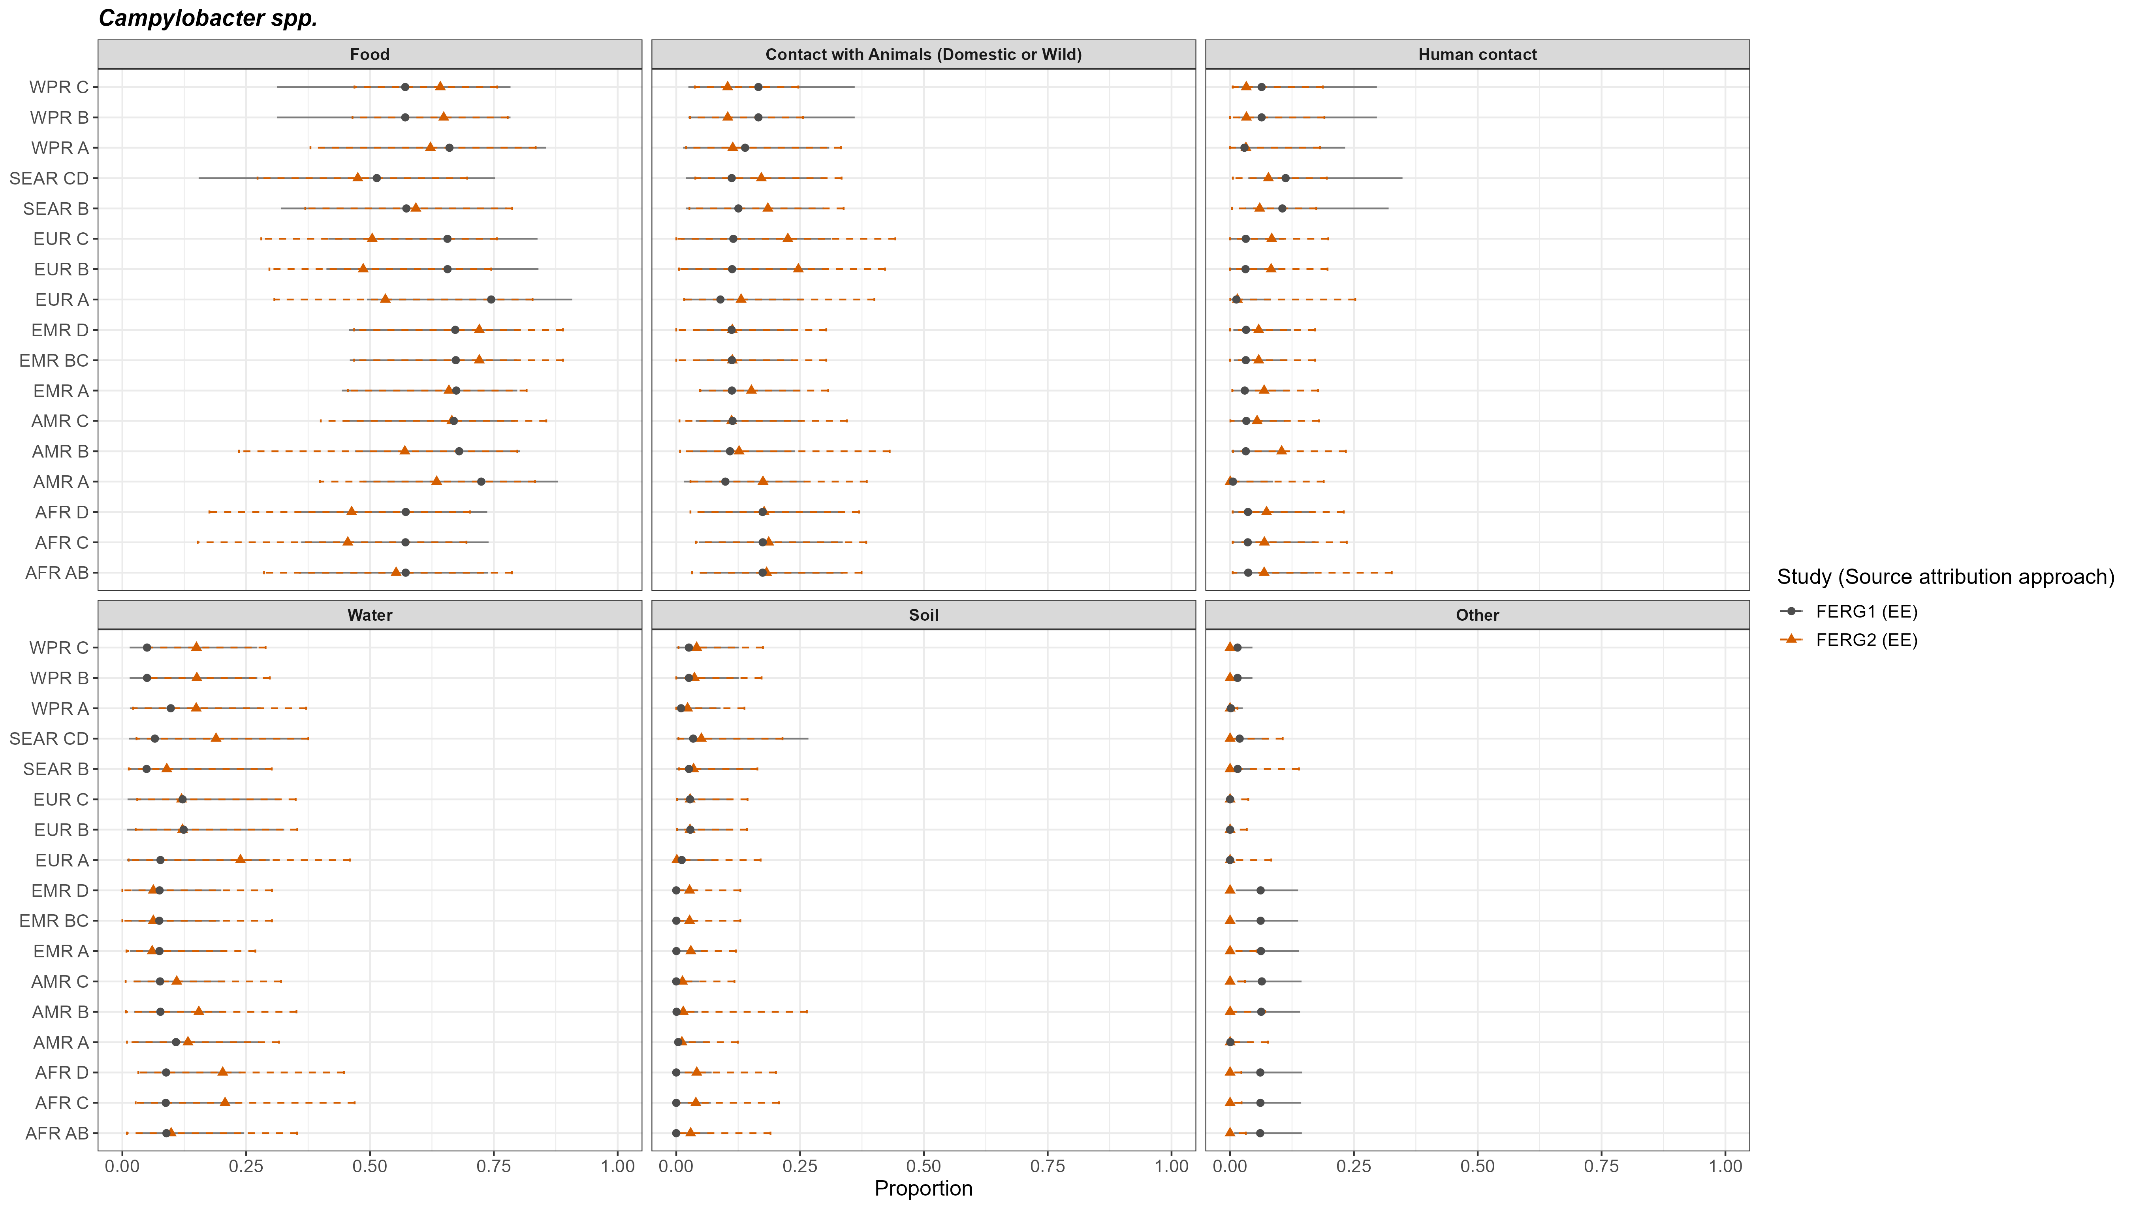 Campylobacter spp.
Food
Contact with Animals (Domestic or Wild)
Human contact
WPR C
WPR B
WPR A
SEAR CD
SEAR B
EUR C
EUR B
EUR A
EMR D
EMR BC
EMR A
AMR C
AMR B
AMR A
AFR D
AFR C
AFR AB
Water
Soil
Other
WPR C
WPR B
WPR A
SEAR CD
SEAR B
EUR C
EUR B
EUR A
EMR D
EMR BC
EMR A
AMR C
AMR B
AMR A
AFR D
AFR C
AFR AB
0.00 0.25 0.50 0.75 1.00
0.00 0.25 0.50 0.75 1.00
0.00 0.25 0.50 0.75 1.00
Proportion
Study (Source attribution approach)
FERG1 (EE)
FERG2 (EE)